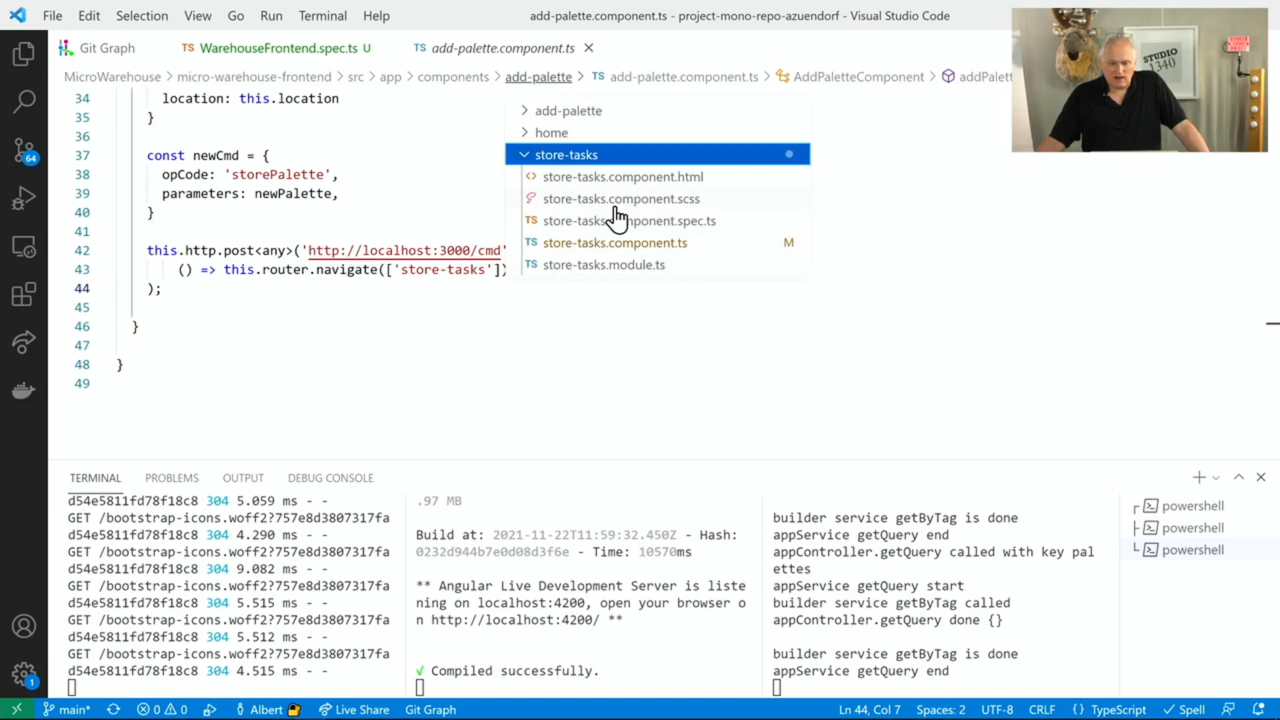 File Edit Selection View Go Run Terminal Help
add-palette.component.ts - project-mono-repo-azuendorf - Visual Studio Code
Git Graph
TS WarehouseFrontend.spec.ts U
TS add-palette.component.ts
MicroWarehouse > micro-warehouse-frontend > src > app > components > add-palette > TS add-palette.component.ts > AddPaletteComponent > addPalet
34 location: this.location
35 }
36
37 const newCmd = {
38 opCode: 'storePalette',
39 parameters: newPalette,
40 }
41
42 this.http.post<any>('http://localhost:3000/cmd'
43 () => this.router.navigate(['store-tasks'])
44 );
45
46 }
47
48 }
49
add-palette
home
store-tasks
store-tasks.component.html
store-tasks.component.scss
TS store-tasks.component.spec.ts
TS store-tasks.component.ts M
TS store-tasks.module.ts
STUDIO
1340
64
TERMINAL PROBLEMS OUTPUT DEBUG CONSOLE
d54e5811fd78f18c8 304 5.059 ms - -
GET /bootstrap-icons.woff2?757e8d3807317fa
d54e5811fd78f18c8 304 4.290 ms - -
GET /bootstrap-icons.woff2?757e8d3807317fa
d54e5811fd78f18c8 304 9.082 ms - -
GET /bootstrap-icons.woff2?757e8d3807317fa
d54e5811fd78f18c8 304 5.515 ms - -
GET /bootstrap-icons.woff2?757e8d3807317fa
d54e5811fd78f18c8 304 5.512 ms - -
GET /bootstrap-icons.woff2?757e8d3807317fa
d54e5811fd78f18c8 304 4.515 ms - -
.97 MB
Build at: 2021-11-22T11:59:32.450Z - Hash:
0232d944b7e0d08d3f6e - Time: 10570ms
** Angular Live Development Server is liste
ning on localhost:4200, open your browser o
n http://localhost:4200/ **
√ Compiled successfully.
builder service getByTag is done
appService getQuery end
appController.getQuery called with key pal
ettes
appService getQuery start
builder service getByTag called
appController.getQuery done {}
builder service getByTag is done
appService getQuery end
powershell
powershell
powershell
1
main* 0 0 Albert Live Share Git Graph
Ln 44, Col 7 Spaces: 2 UTF-8 CRLF { } TypeScript Spell